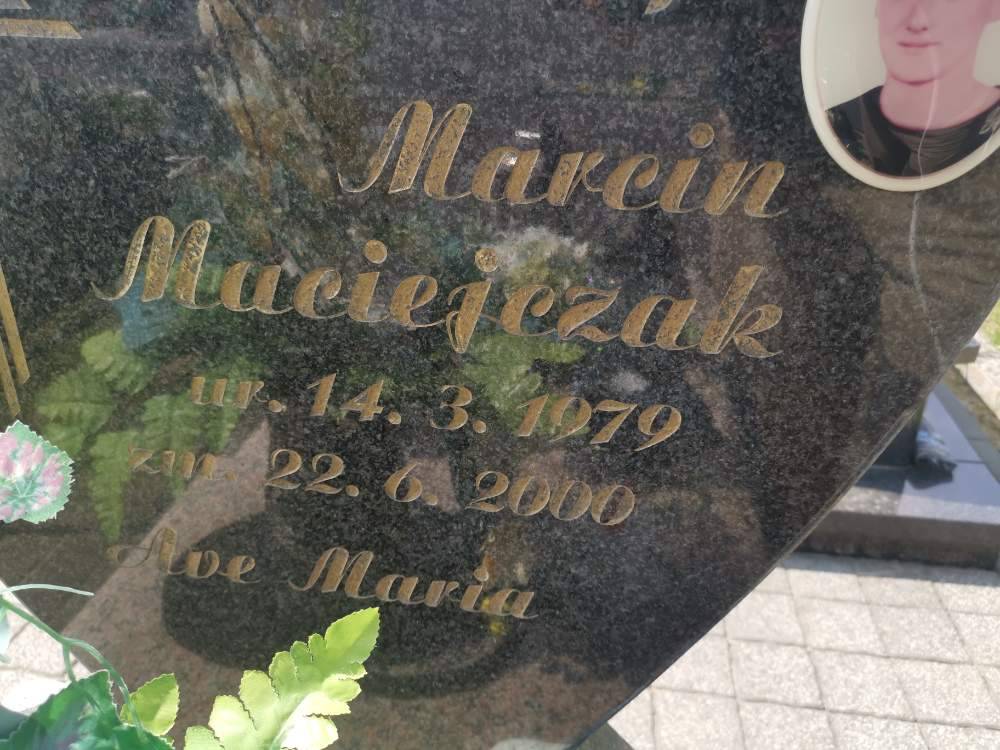 Marcin
Maciejczak
ur. 14. 3. 1979
zm. 22. 6. 2000
Ave Maria